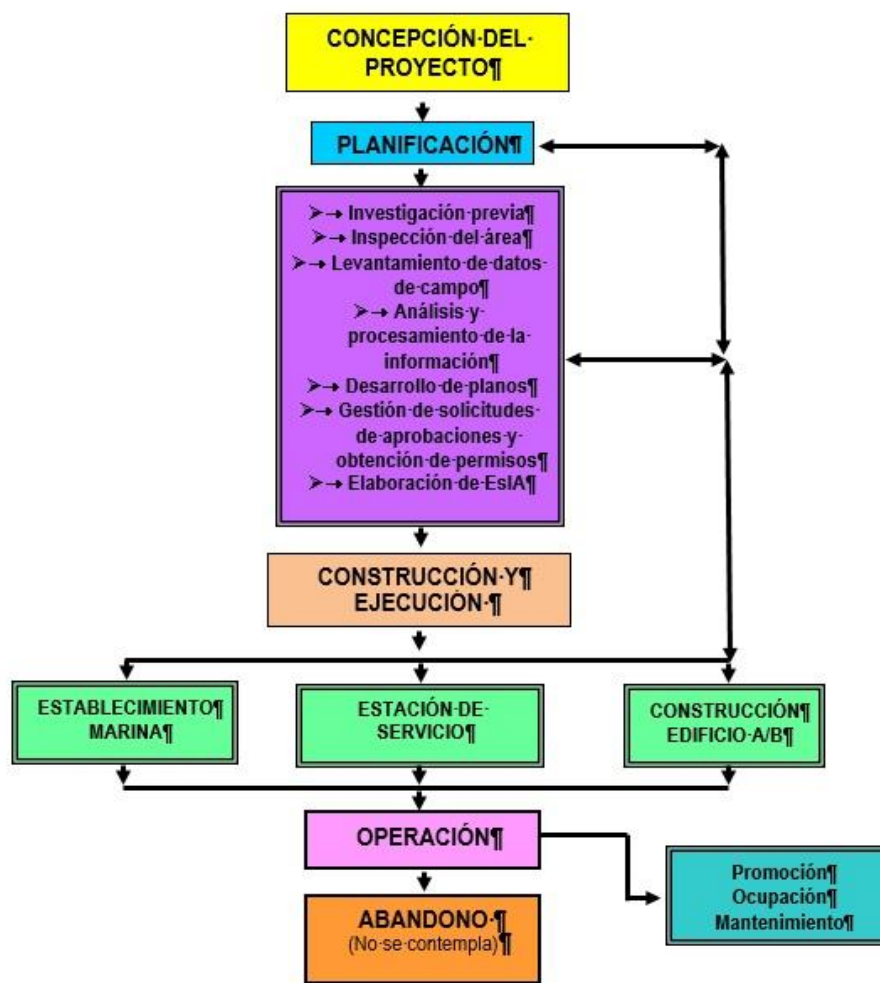 CONCEPCIÓN·DEL·
PROYECTO¶
PLANIFICACIÓN¶
➢→ Investigación·previa¶
➢→ Inspección·del·área¶
➢→ Levantamiento·de·datos·
de·campo¶
➢→ Análisis·y·
procesamiento·de·la·
información¶
➢→ Desarrollo·de·planos¶
➢→ Gestión·de·solicitudes·
de·aprobaciones·y·
obtención·de·permisos¶
➢→ Elaboración·de·EsIA¶
CONSTRUCCIÓN·Y¶
EJECUCIÓN·¶
ESTABLECIMIENTO¶
MARINA¶
ESTACIÓN·DE·
SERVICIO¶
CONSTRUCCIÓN¶
EDIFICIO·A/B¶
OPERACIÓN¶
Promoción¶
Ocupación¶
Mantenimiento¶
ABANDONO·¶
(No·se·contempla)¶